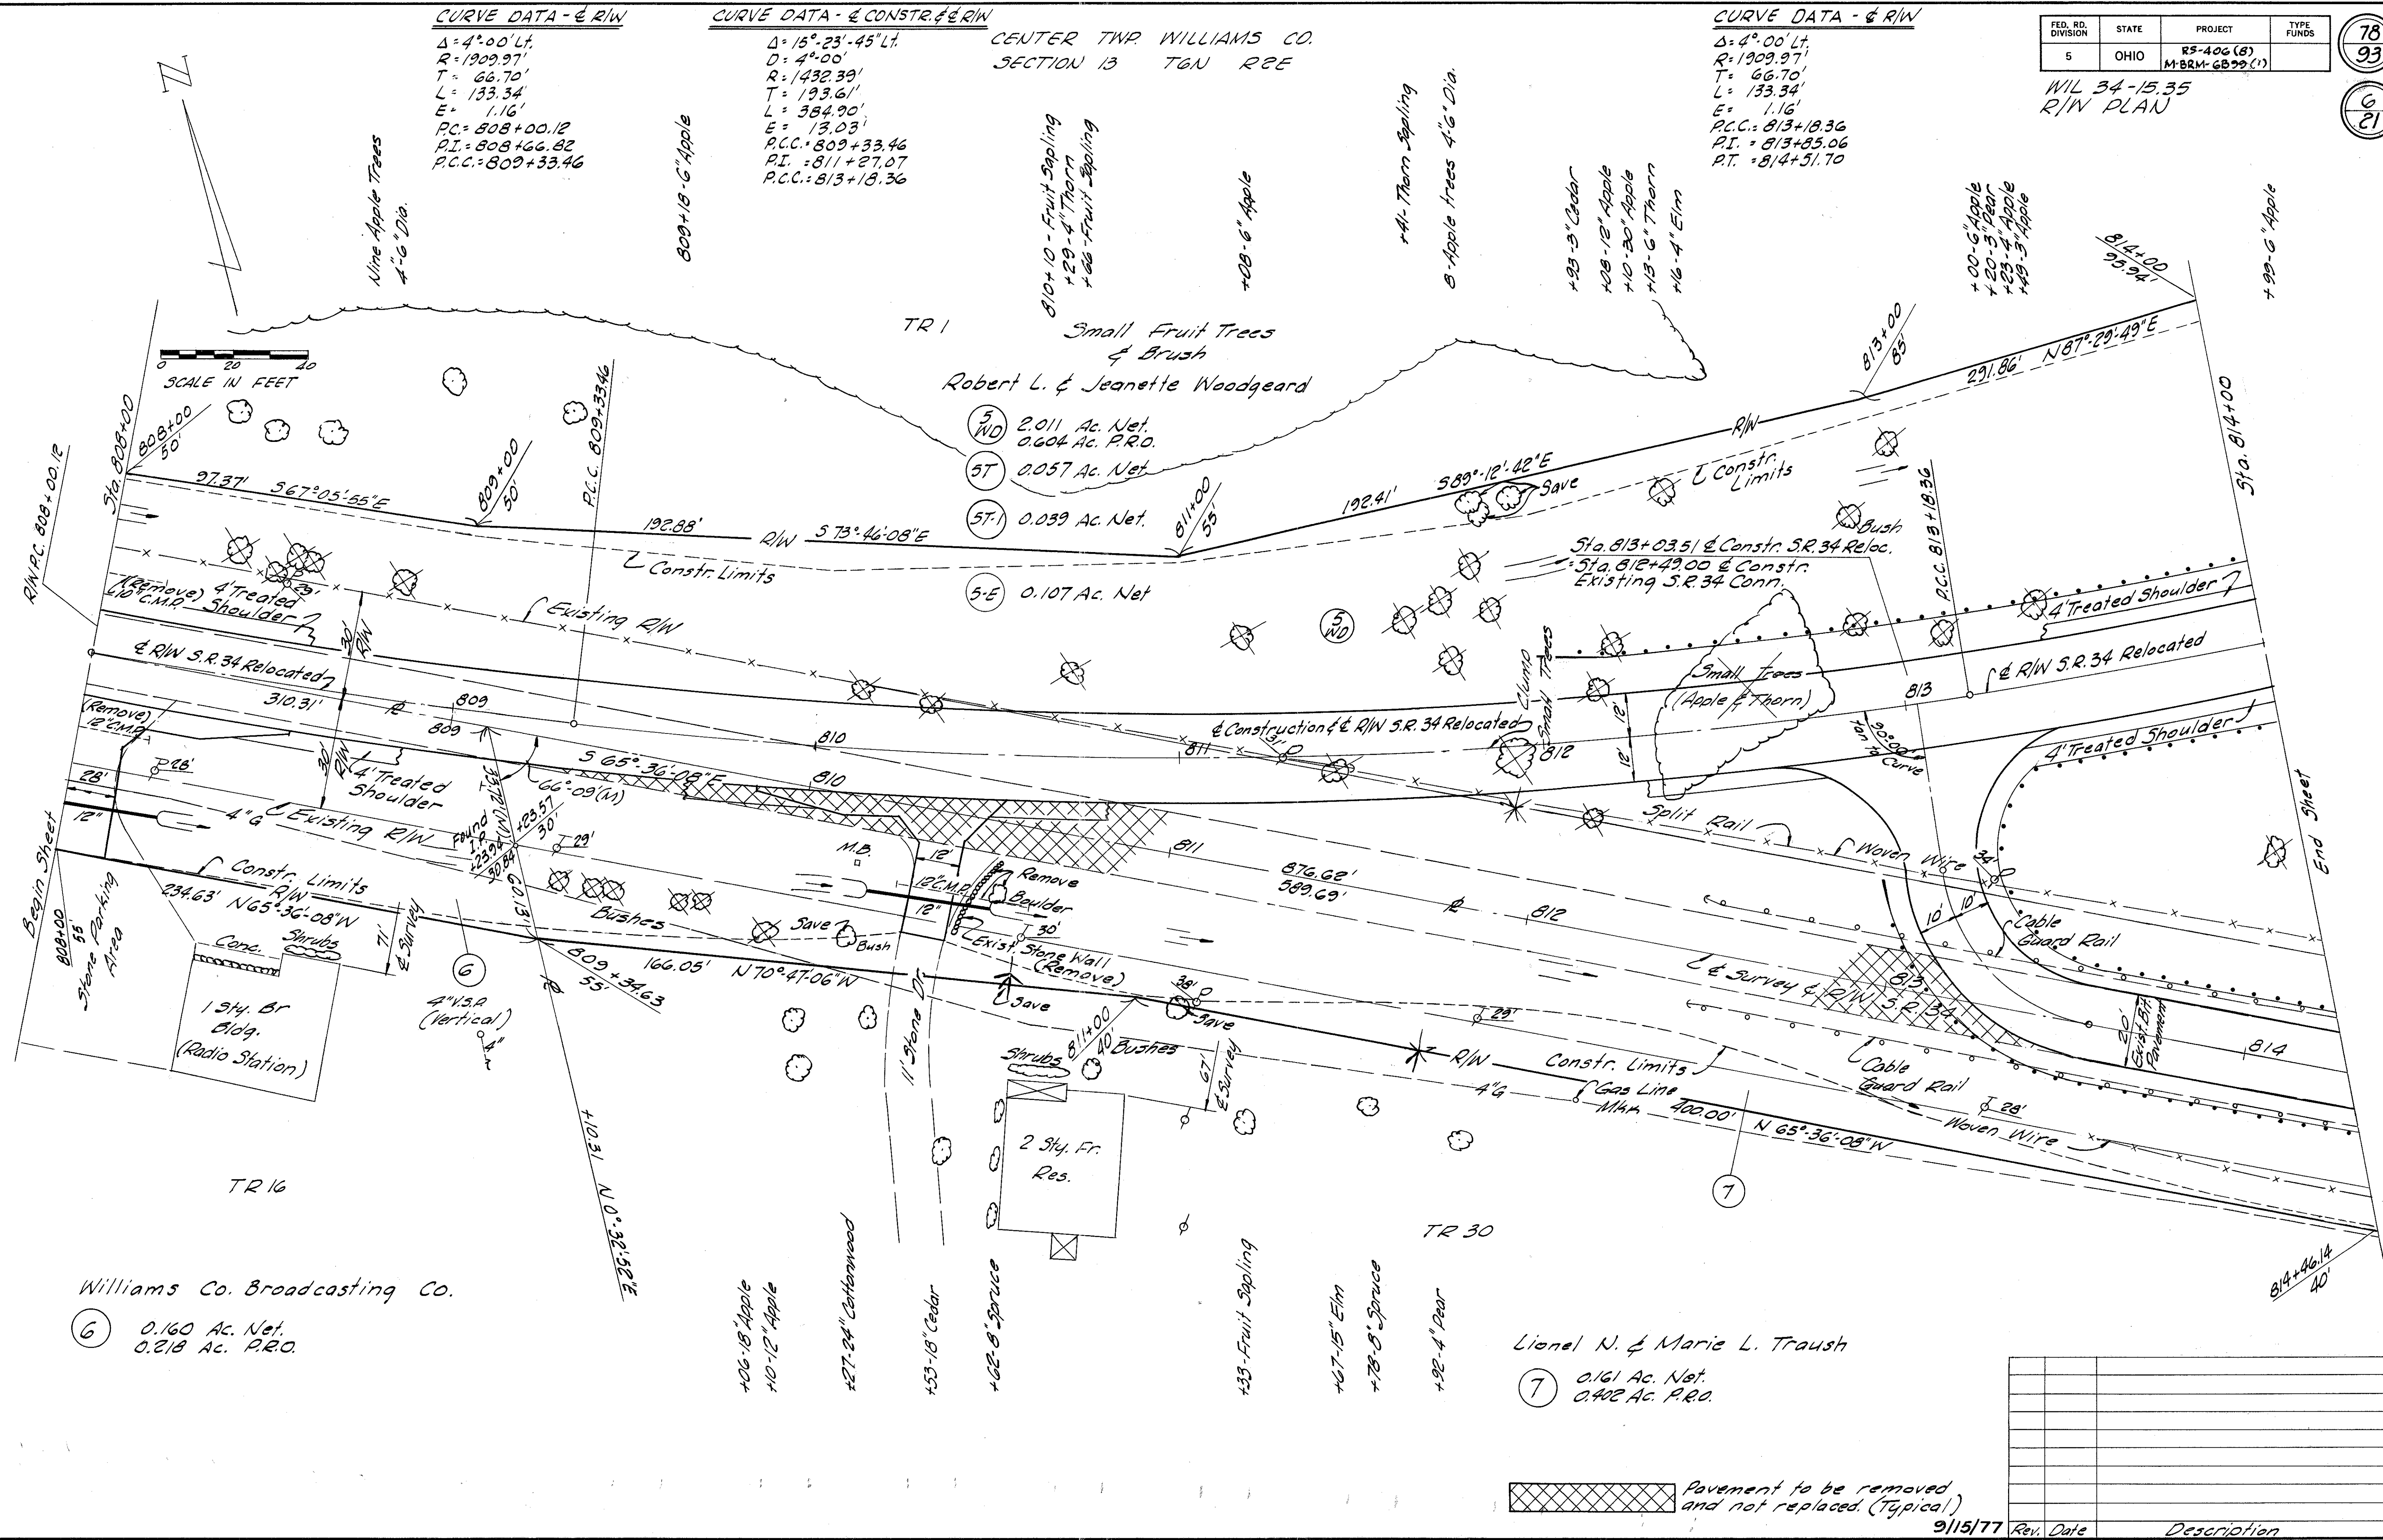 CURVE DATA - ℄ R/W
Δ = 4°-00' Lt.
R = 1909.97'
T = 66.70'
L = 133.34'
E = 1.16'
P.C. = 808+00.12
P.I. = 808+66.82
P.C.C. = 809+33.46
CURVE DATA - ℄ CONSTR. & ℄ R/W
Δ = 15°-23'-45" Lt.
D = 4°-00'
R = 1432.39'
T = 193.61'
L = 384.90'
E = 13.03'
P.C.C. = 809+33.46
P.I. = 811+27.07
P.C.C. = 813+18.36
CENTER TWP. WILLIAMS CO.
SECTION 13 T6N R2E
CURVE DATA - ℄ R/W
Δ = 4°-00' Lt.
R = 1909.97'
T = 66.70'
L = 133.34'
E = 1.16'
P.C.C. = 813+18.36
P.I. = 813+85.06
P.T. = 814+51.70
FED. RD. DIVISION STATE PROJECT TYPE FUNDS
5 OHIO RS-406 (8)
M-BRM-6B99(1)
78
93
WIL 34-15.35
R/W PLAN
6
21
N
Nine Apple Trees
4"-6" Dia.
809+18-6" Apple
810+10 - Fruit Sapling
+29-4" Thorn
+66-Fruit Sapling
+08-6" Apple
+41-Thorn Sapling
8-Apple trees 4"-6" Dia.
+93-3" Cedar
+08-12" Apple
+10-30" Apple
+13-6" Thorn
+16-4" Elm
+00-6" Apple
+20-3" Pear
+23-4" Apple
+49-3" Apple
814+00
95.94'
+99-6" Apple
0 20 40
SCALE IN FEET
TR 1
Small Fruit Trees
& Brush
Robert L. & Jeanette Woodgeard
5
WD
2.011 Ac. Net.
0.604 Ac. P.R.O.
5T 0.057 Ac. Net
5T-1 0.039 Ac. Net.
5-E 0.107 Ac. Net
R/W P.C. 808+00.12
Sta. 808+00
808+00
50'
97.37' S 67°-05'-55" E
809+00
50'
P.C.C. 809+33.46
192.88' R/W S 73°-46'-08" E
Constr. Limits
811+00
55'
192.41' S 89°-12'-42" E
R/W
Constr.
Limits
Save
813+00
85'
291.86' N 87°-29'-49" E
Sta. 814+00
Bush
P.C.C. 813+18.36
Sta. 813+03.51 ℄ Constr. S.R. 34 Reloc.
= Sta. 812+49.00 ℄ Constr.
Existing S.R. 34 Conn.
5
WD
Clump
Small Trees
Small Trees
(Apple & Thorn)
4' Treated Shoulder
℄ R/W S.R. 34 Relocated
4' Treated Shoulder
90°-00'
tan to
Curve
813
(Remove)
10" C.M.P.
4' Treated
Shoulder
29'
Existing R/W
30'
R/W
℄ R/W S.R. 34 Relocated
310.31'
809
809
(Remove)
12" C.M.P.
28'
28'
12"
4" G
30'
R/W
4' Treated
Shoulder
Existing R/W
S 65°-36'-08" E
66°-09' (M)
33.72' (M)
+23.57
30'
Found
I.P.
+23.94
30.84
60.13'
29'
810
810
℄ Construction & ℄ R/W S.R. 34 Relocated
811
31'
12'
12'
812
Split Rail
Woven Wire
34'
10' 10'
Cable
Guard Rail
876.62'
589.69'
811
812
℄ Survey & R/W S.R. 34
813
Cable
Guard Rail
20'
Exist. Bit.
Pavement
814
End Sheet
Begin Sheet
Constr. Limits
R/W
234.63' N 65°-36'-08" W
808+00
55'
Stone Parking
Area
Conc.
Shrubs
71'
℄ Survey
1 Sty. Br
Bldg.
(Radio Station)
6
4" V.S.P.
(Vertical)
4"
809+34.63
55'
Bushes
M.B.
12'
12" C.M.P.
12"
Remove
Boulder
Save
Bush
30'
Exist. Stone Wall
(Remove)
166.05' N 70°-47'-06" W
11' Stone Dr.
Save
38'
Save
811+00
40'
Shrubs
Bushes
67'
℄ Survey
2 Sty. Fr.
Res.
29'
R/W
Constr. Limits
4" G
Gas Line
Mkr
400.00' N 65°-36'-08" W
28'
Woven Wire
7
+10.31 N 0°-32'-52" E
TR 16
TR 30
814+46.14
40'
Williams Co. Broadcasting Co.
6
0.160 Ac. Net.
0.218 Ac. P.R.O.
+06-18" Apple
+10-12" Apple
+27-24" Cottonwood
+53-18" Cedar
+62-8" Spruce
+33-Fruit Sapling
+67-15" Elm
+78-8" Spruce
+92-4" Pear
Lionel N. & Marie L. Traush
7
0.161 Ac. Net.
0.402 Ac. P.R.O.
Pavement to be removed
and not replaced. (Typical)
9/15/77
Rev. Date Description